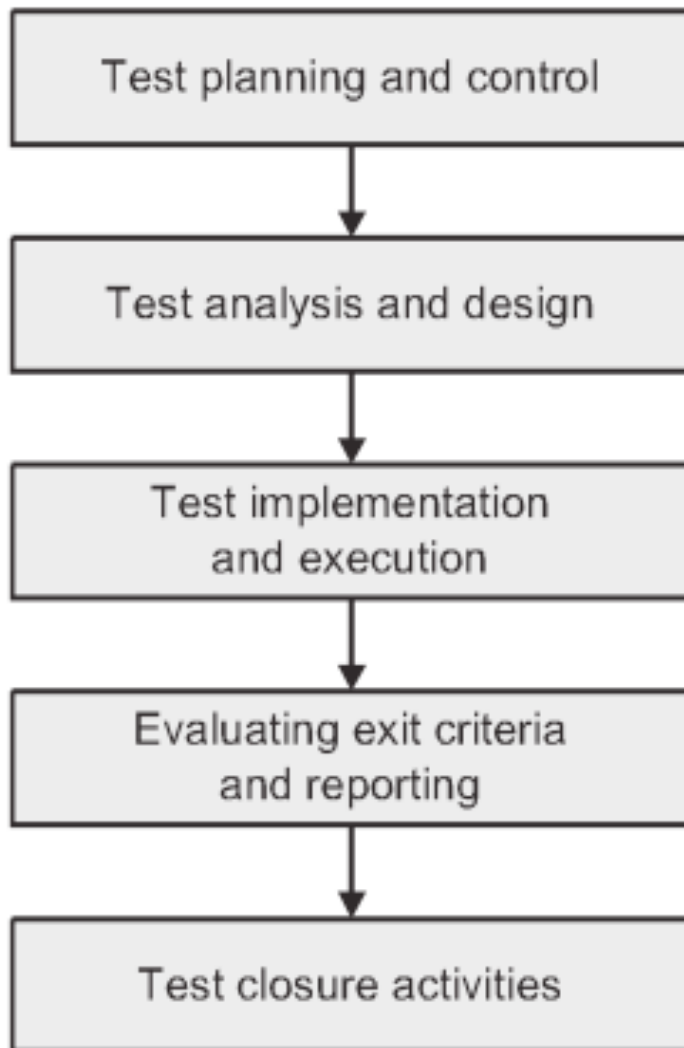 Test planning and control
Test analysis and design
Test implementation
and execution
Evaluating exit criteria
and reporting
Test closure activities